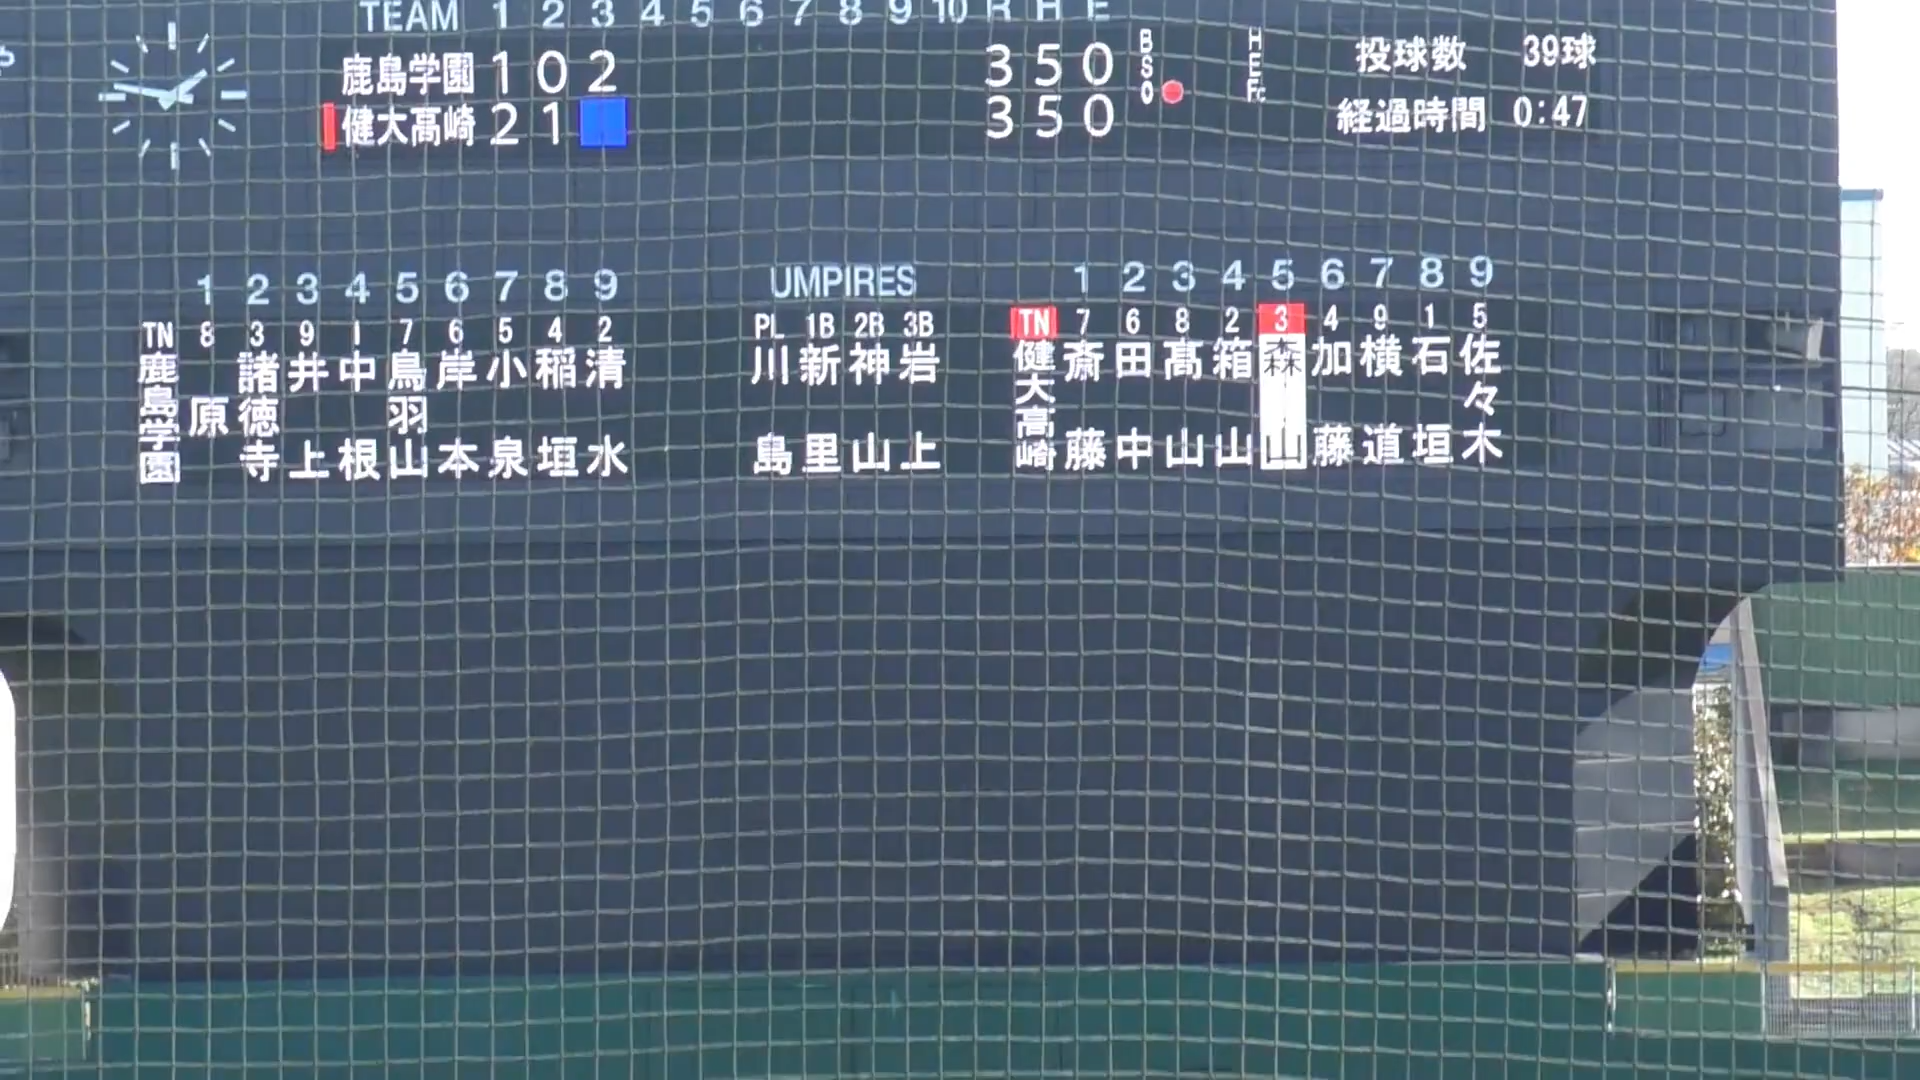 TEAM 1 2 3 4 5 6 7 8 9 10 R H E
鹿島学園 1 0 2 3 5 0
健大高崎 2 1 3 5 0
B
S
O
H
E
Fc
投球数 39球
経過時間 0:47
1 2 3 4 5 6 7 8 9
TN 8 3 9 1 7 6 5 4 2
鹿島学園 原 諸徳寺 井上 中根 鳥羽山 岸本 小泉 稲垣 清水
UMPIRES
PL 1B 2B 3B
川島 新里 神山 岩上
1 2 3 4 5 6 7 8 9
TN 7 6 8 2 3 4 9 1 5
健大高崎 斎藤 田中 髙山 箱山 森山 加藤 横道 石垣 佐々木